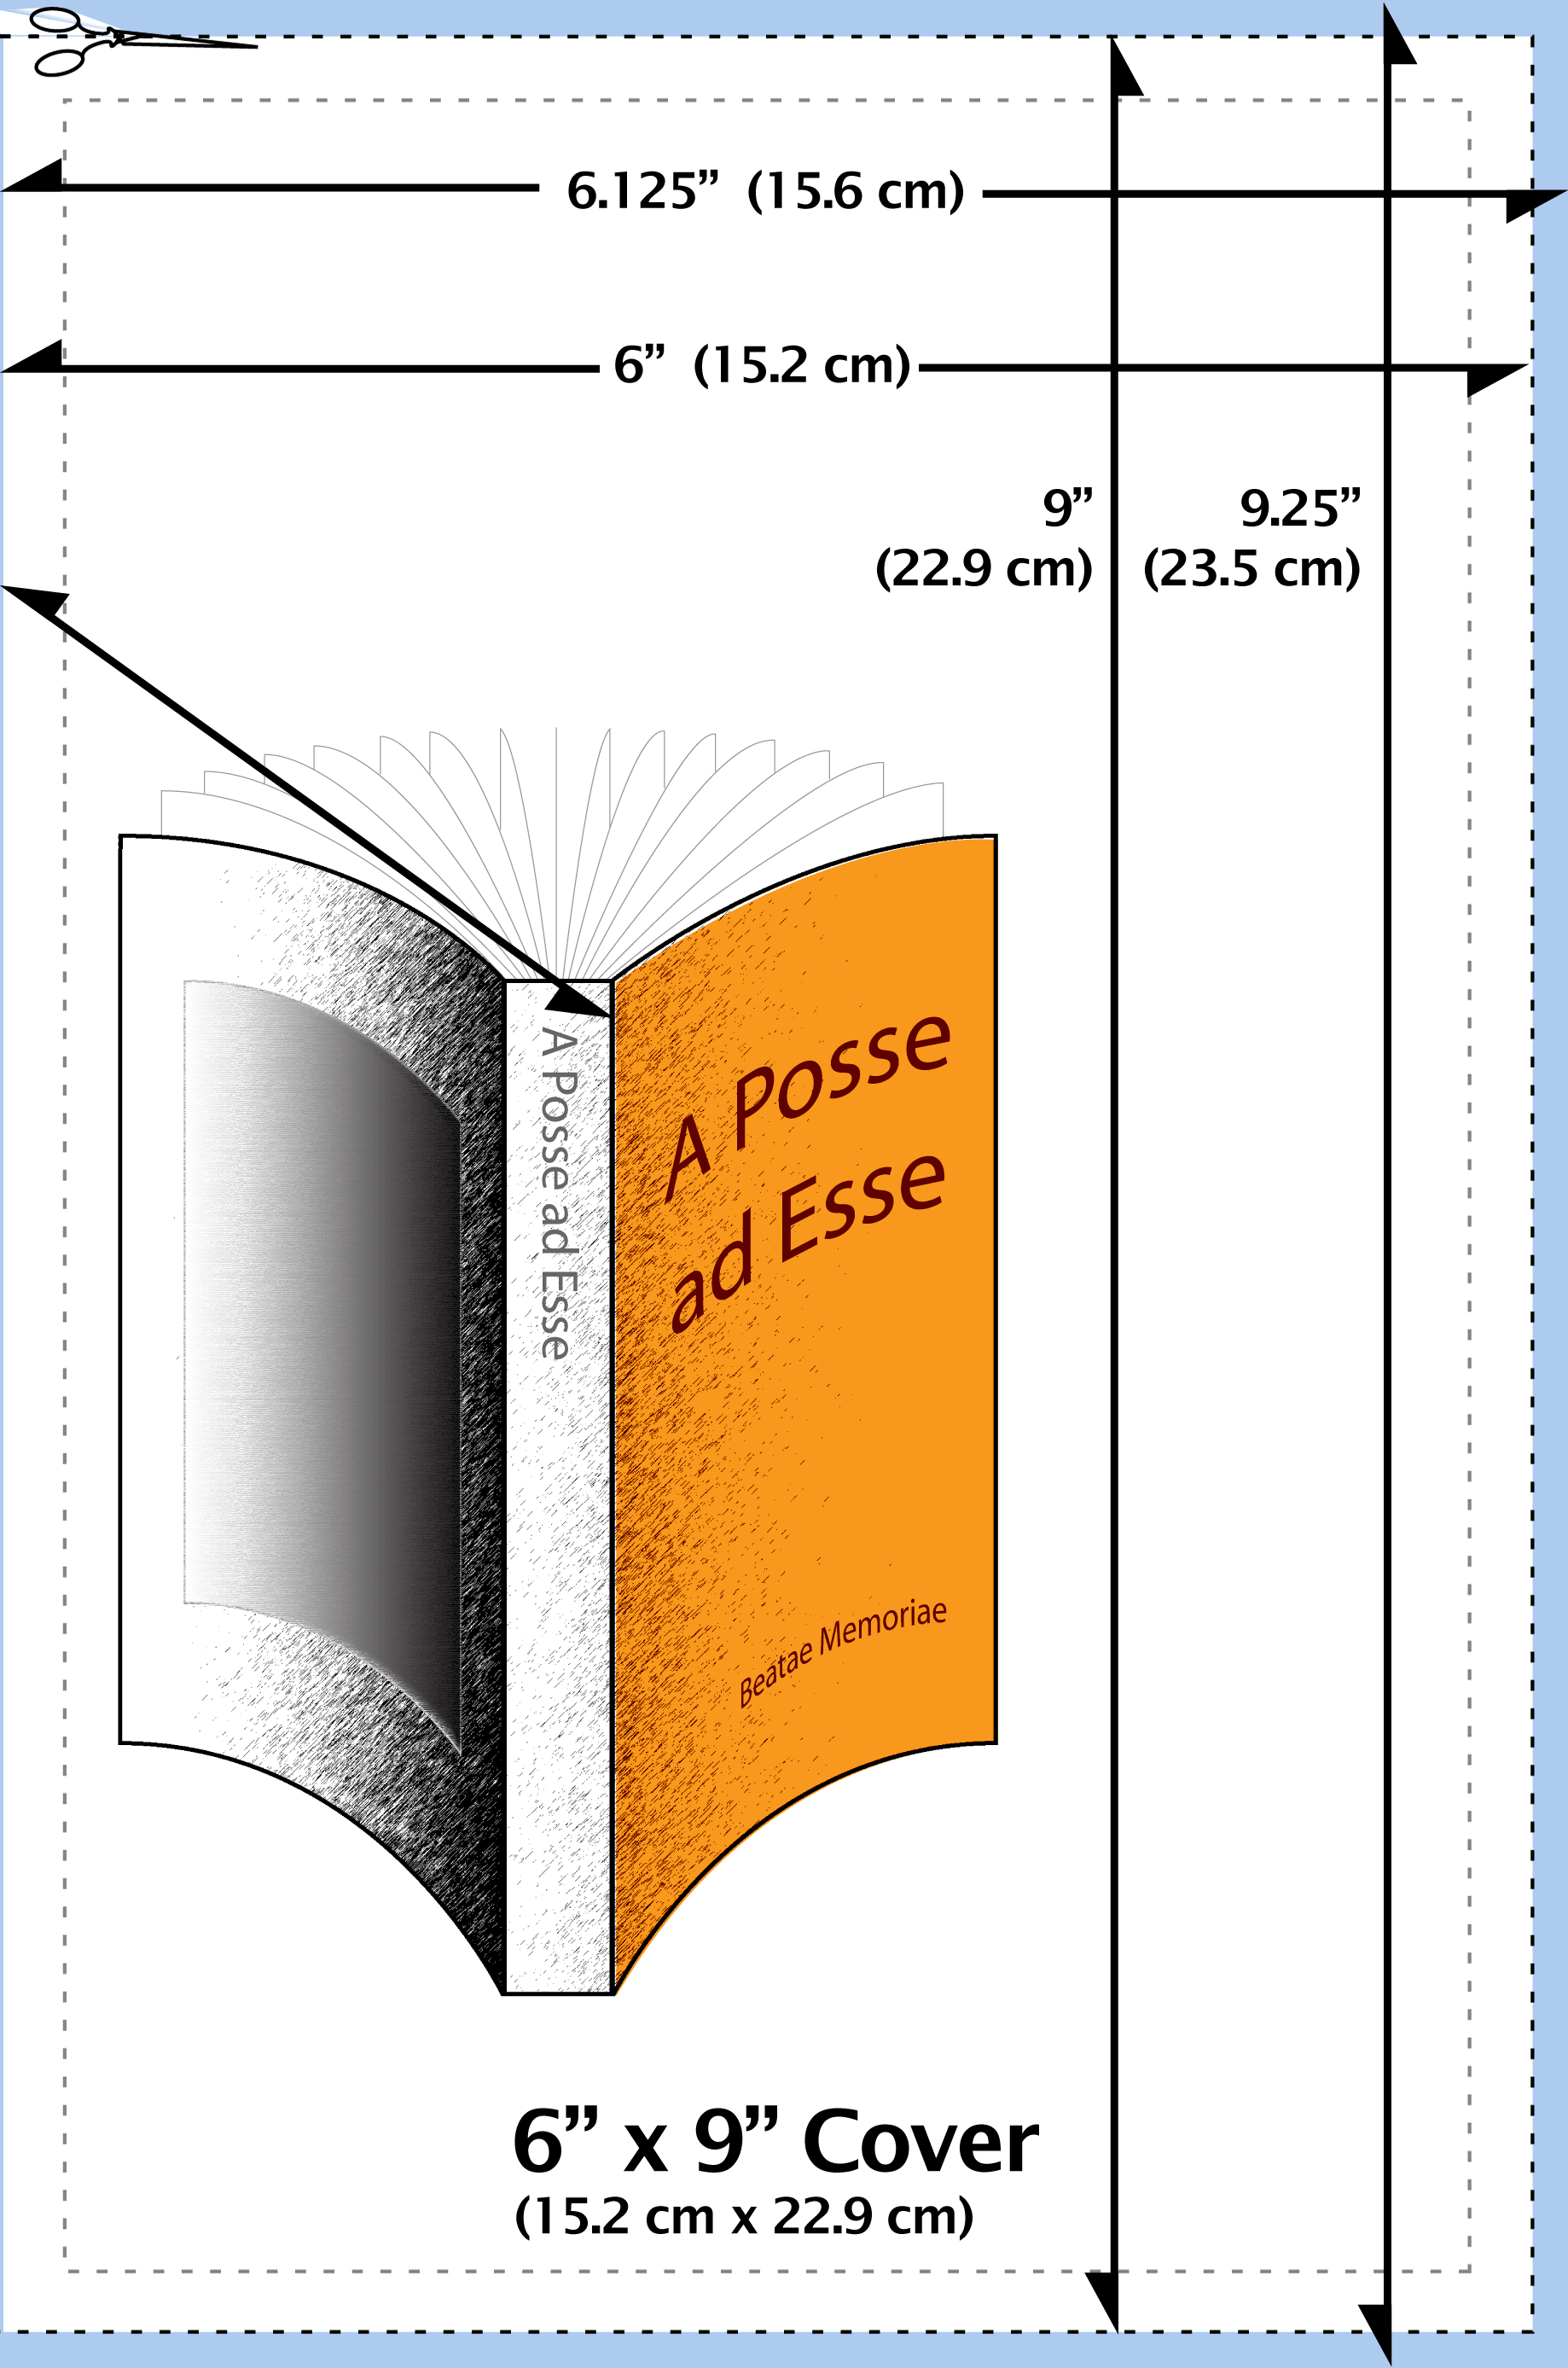 6.125” (15.6 cm)
6” (15.2 cm)
9”
(22.9 cm)
9.25”
(23.5 cm)
A Posse ad Esse
A Posse
ad Esse
Beatae Memoriae
6” x 9” Cover
(15.2 cm x 22.9 cm)